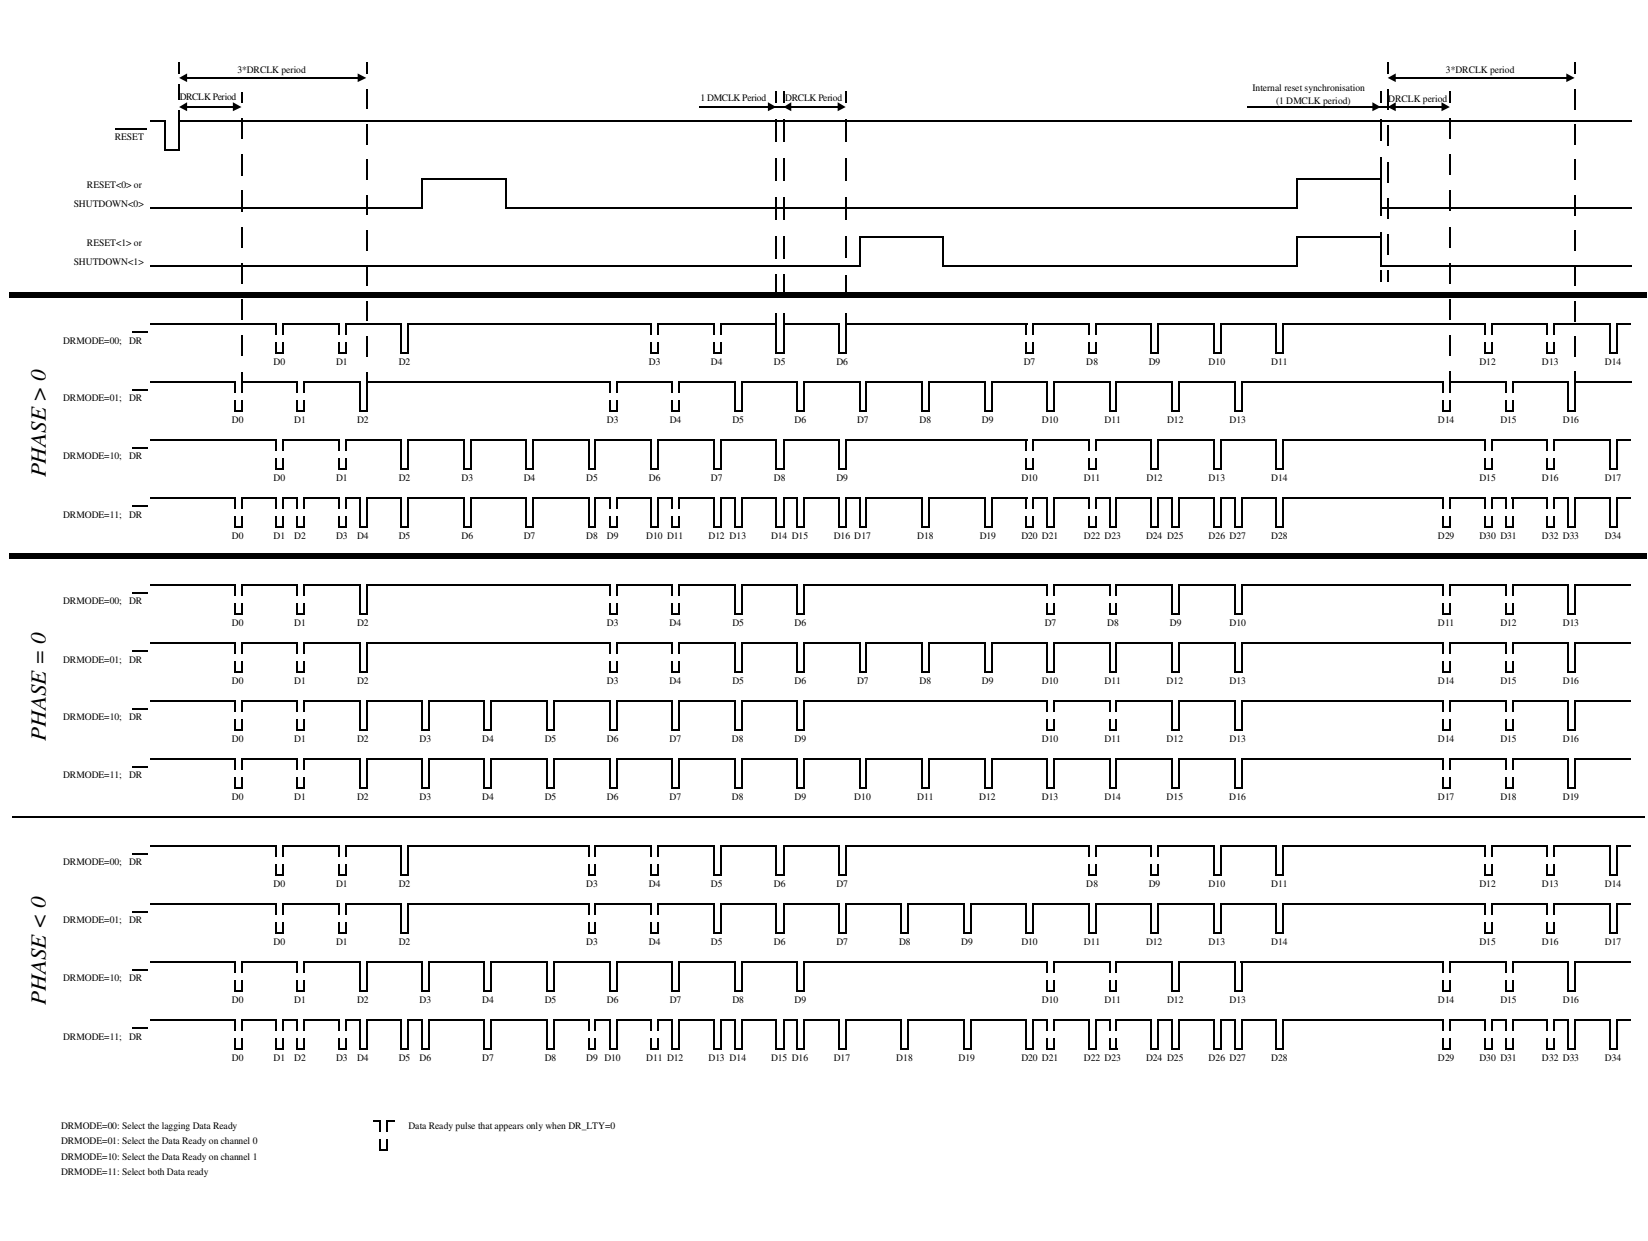 3*DRCLK period 3*DRCLK period
DRCLK Period 1 DMCLK Period DRCLK Period Internal reset synchronisation
(1 DMCLK period) DRCLK period
RESET
RESET<0> or
SHUTDOWN<0>
RESET<1> or
SHUTDOWN<1>
PHASE > 0
DRMODE=00; DR
D0 D1 D2 D3 D4 D5 D6 D7 D8 D9 D10 D11 D12 D13 D14
DRMODE=01; DR
D0 D1 D2 D3 D4 D5 D6 D7 D8 D9 D10 D11 D12 D13 D14 D15 D16
DRMODE=10; DR
D0 D1 D2 D3 D4 D5 D6 D7 D8 D9 D10 D11 D12 D13 D14 D15 D16 D17
DRMODE=11; DR
D0 D1 D2 D3 D4 D5 D6 D7 D8 D9 D10 D11 D12 D13 D14 D15 D16 D17 D18 D19 D20 D21 D22 D23 D24 D25 D26 D27 D28 D29 D30 D31 D32 D33 D34
PHASE = 0
DRMODE=00; DR
D0 D1 D2 D3 D4 D5 D6 D7 D8 D9 D10 D11 D12 D13
DRMODE=01; DR
D0 D1 D2 D3 D4 D5 D6 D7 D8 D9 D10 D11 D12 D13 D14 D15 D16
DRMODE=10; DR
D0 D1 D2 D3 D4 D5 D6 D7 D8 D9 D10 D11 D12 D13 D14 D15 D16
DRMODE=11; DR
D0 D1 D2 D3 D4 D5 D6 D7 D8 D9 D10 D11 D12 D13 D14 D15 D16 D17 D18 D19
PHASE < 0
DRMODE=00; DR
D0 D1 D2 D3 D4 D5 D6 D7 D8 D9 D10 D11 D12 D13 D14
DRMODE=01; DR
D0 D1 D2 D3 D4 D5 D6 D7 D8 D9 D10 D11 D12 D13 D14 D15 D16 D17
DRMODE=10; DR
D0 D1 D2 D3 D4 D5 D6 D7 D8 D9 D10 D11 D12 D13 D14 D15 D16
DRMODE=11; DR
D0 D1 D2 D3 D4 D5 D6 D7 D8 D9 D10 D11 D12 D13 D14 D15 D16 D17 D18 D19 D20 D21 D22 D23 D24 D25 D26 D27 D28 D29 D30 D31 D32 D33 D34
DRMODE=00: Select the lagging Data Ready
DRMODE=01: Select the Data Ready on channel 0
DRMODE=10: Select the Data Ready on channel 1
DRMODE=11: Select both Data ready
Data Ready pulse that appears only when DR_LTY=0